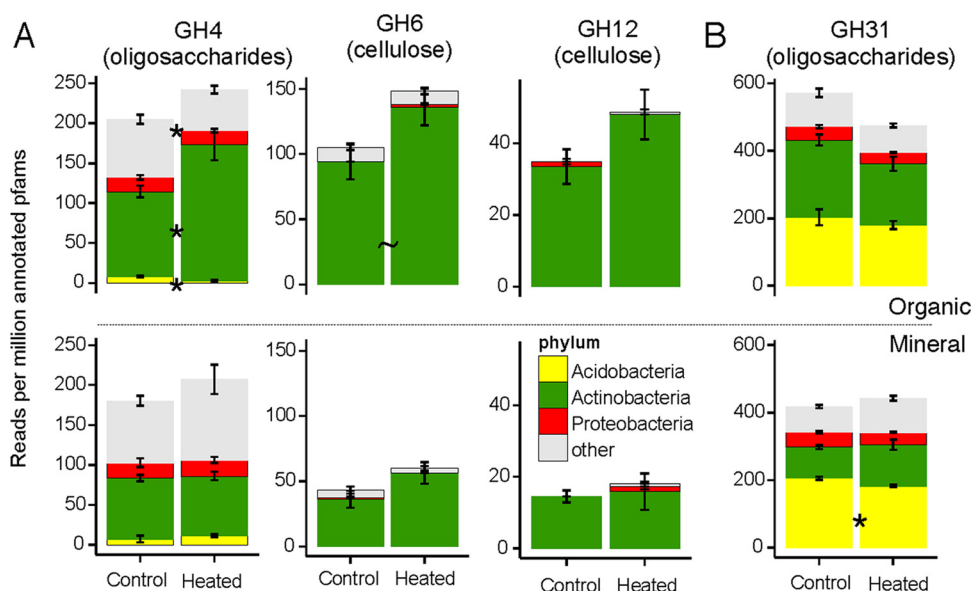 A
GH4
(oligosaccharides)
GH6
(cellulose)
GH12
(cellulose)
B
GH31
(oligosaccharides)
Reads per million annotated pfams
250
200
150
100
50
0
*
*
*
150
100
50
0
~
40
20
0
600
400
200
0
Organic
Mineral
250
200
150
100
50
0
150
100
50
0
40
20
0
phylum
Acidobacteria
Actinobacteria
Proteobacteria
other
600
400
200
0
*
Control Heated
Control Heated
Control Heated
Control Heated